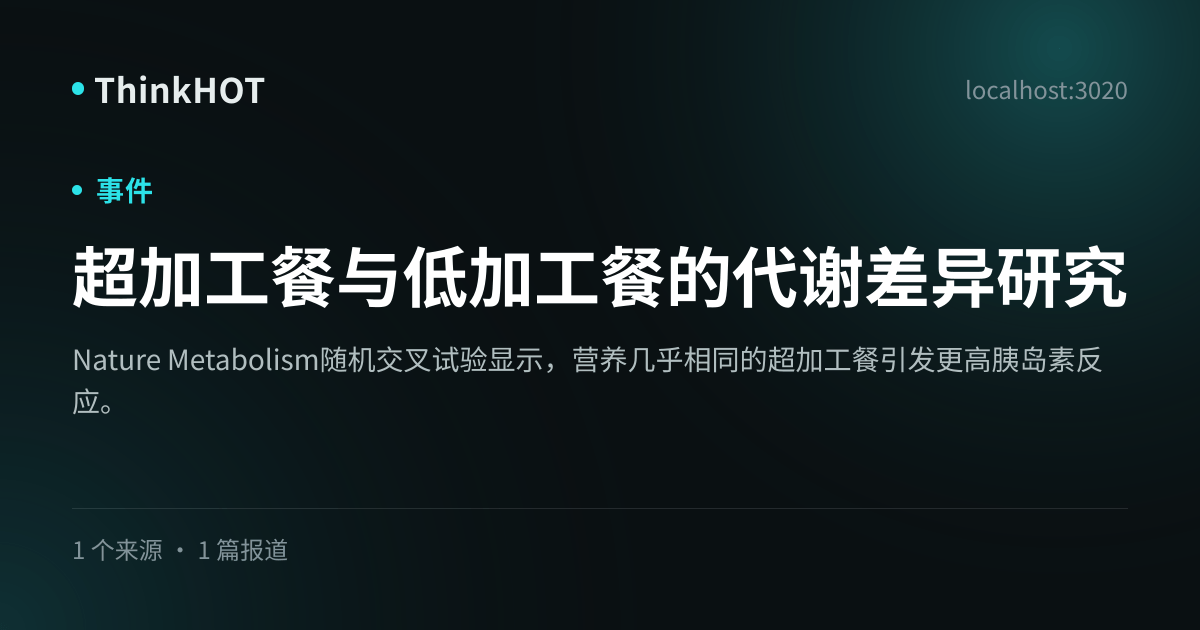 ThinkHOT
localhost:3020
事件
超加工餐与低加工餐的代谢差异研究
Nature Metabolism随机交叉试验显示，营养几乎相同的超加工餐引发更高胰岛素反
应。
1 个来源 · 1 篇报道